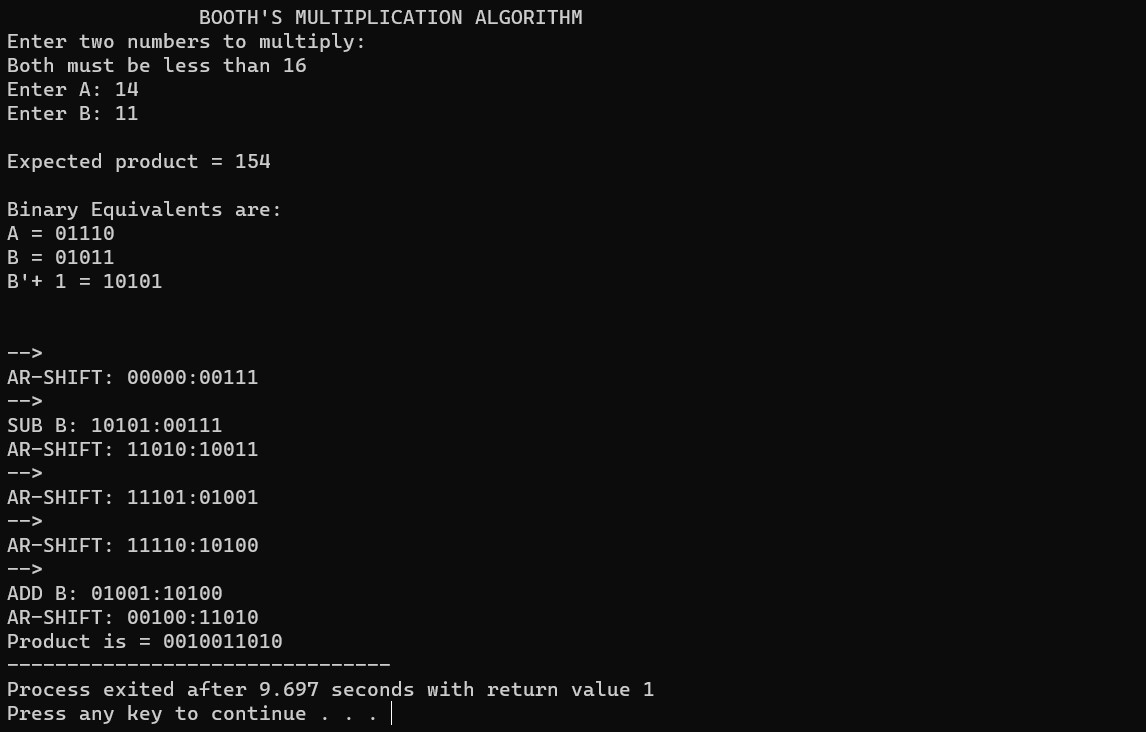 BOOTH'S MULTIPLICATION ALGORITHM
Enter two numbers to multiply:
Both must be less than 16
Enter A: 14
Enter B: 11
Expected product = 154
Binary Equivalents are:
A = 01110
B = 01011
B'+ 1 = 10101
-->
AR-SHIFT: 00000:00111
-->
SUB B: 10101:00111
AR-SHIFT: 11010:10011
-->
AR-SHIFT: 11101:01001
-->
AR-SHIFT: 11110:10100
-->
ADD B: 01001:10100
AR-SHIFT: 00100:11010
Product is = 0010011010
--------------------------------
Process exited after 9.697 seconds with return value 1
Press any key to continue . . .